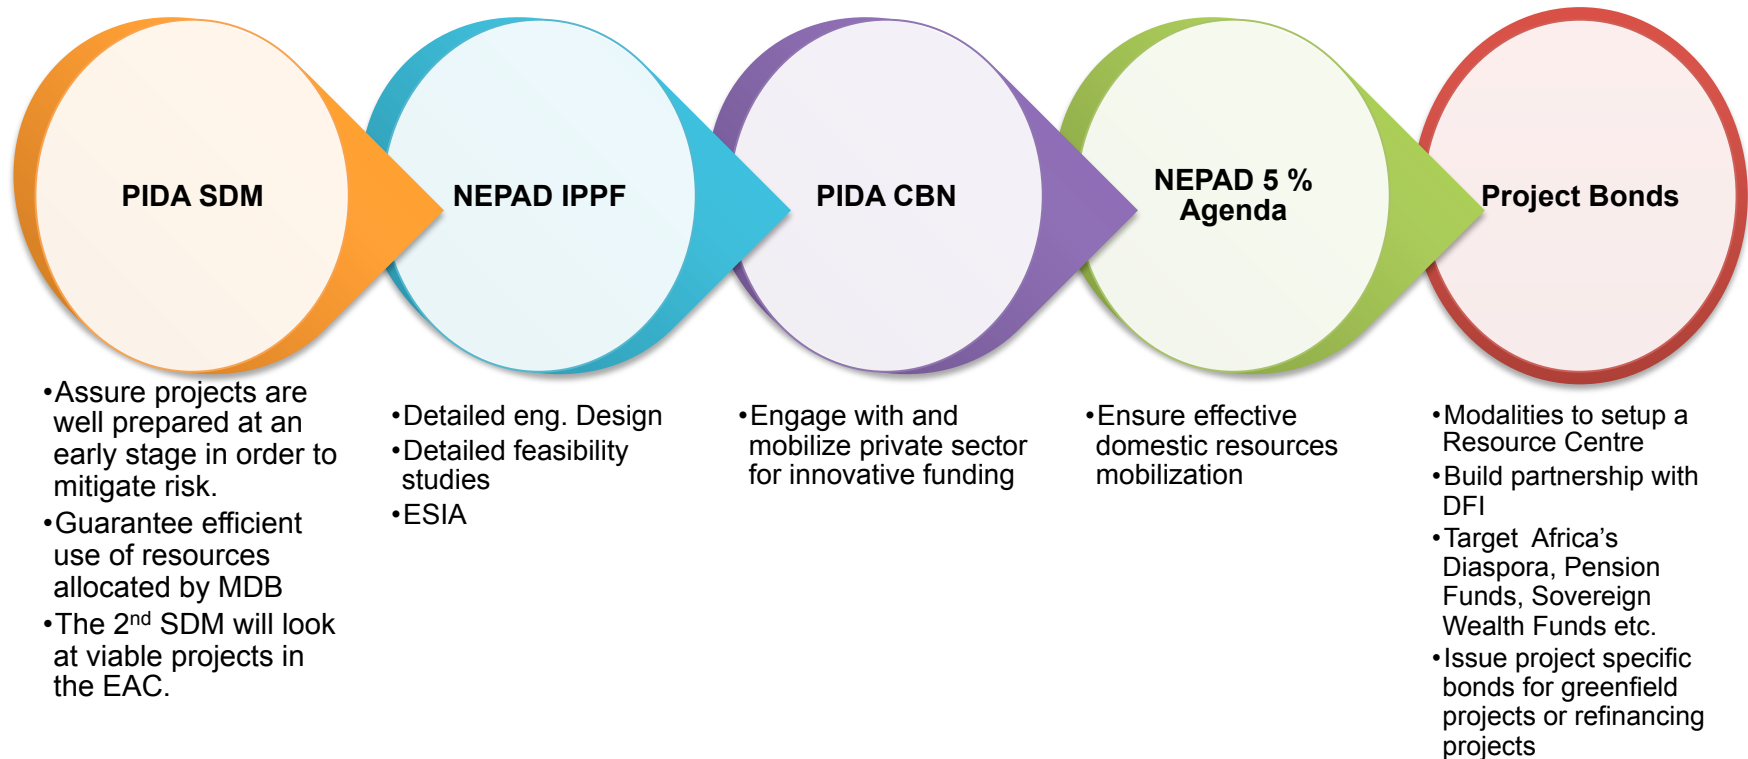 PIDA SDM
•Assure projects are
well prepared at an
early stage in order to
mitigate risk.
•Guarantee efficient
use of resources
allocated by MDB
•The 2nd SDM will look
at viable projects in
the EAC.
NEPAD IPPF
•Detailed eng. Design
•Detailed feasibility
studies
•ESIA
PIDA CBN
•Engage with and
mobilize private sector
for innovative funding
NEPAD 5 %
Agenda
•Ensure effective
domestic resources
mobilization
Project Bonds
•Modalities to setup a
Resource Centre
•Build partnership with
DFI
•Target Africa’s
Diaspora, Pension
Funds, Sovereign
Wealth Funds etc.
•Issue project specific
bonds for greenfield
projects or refinancing
projects